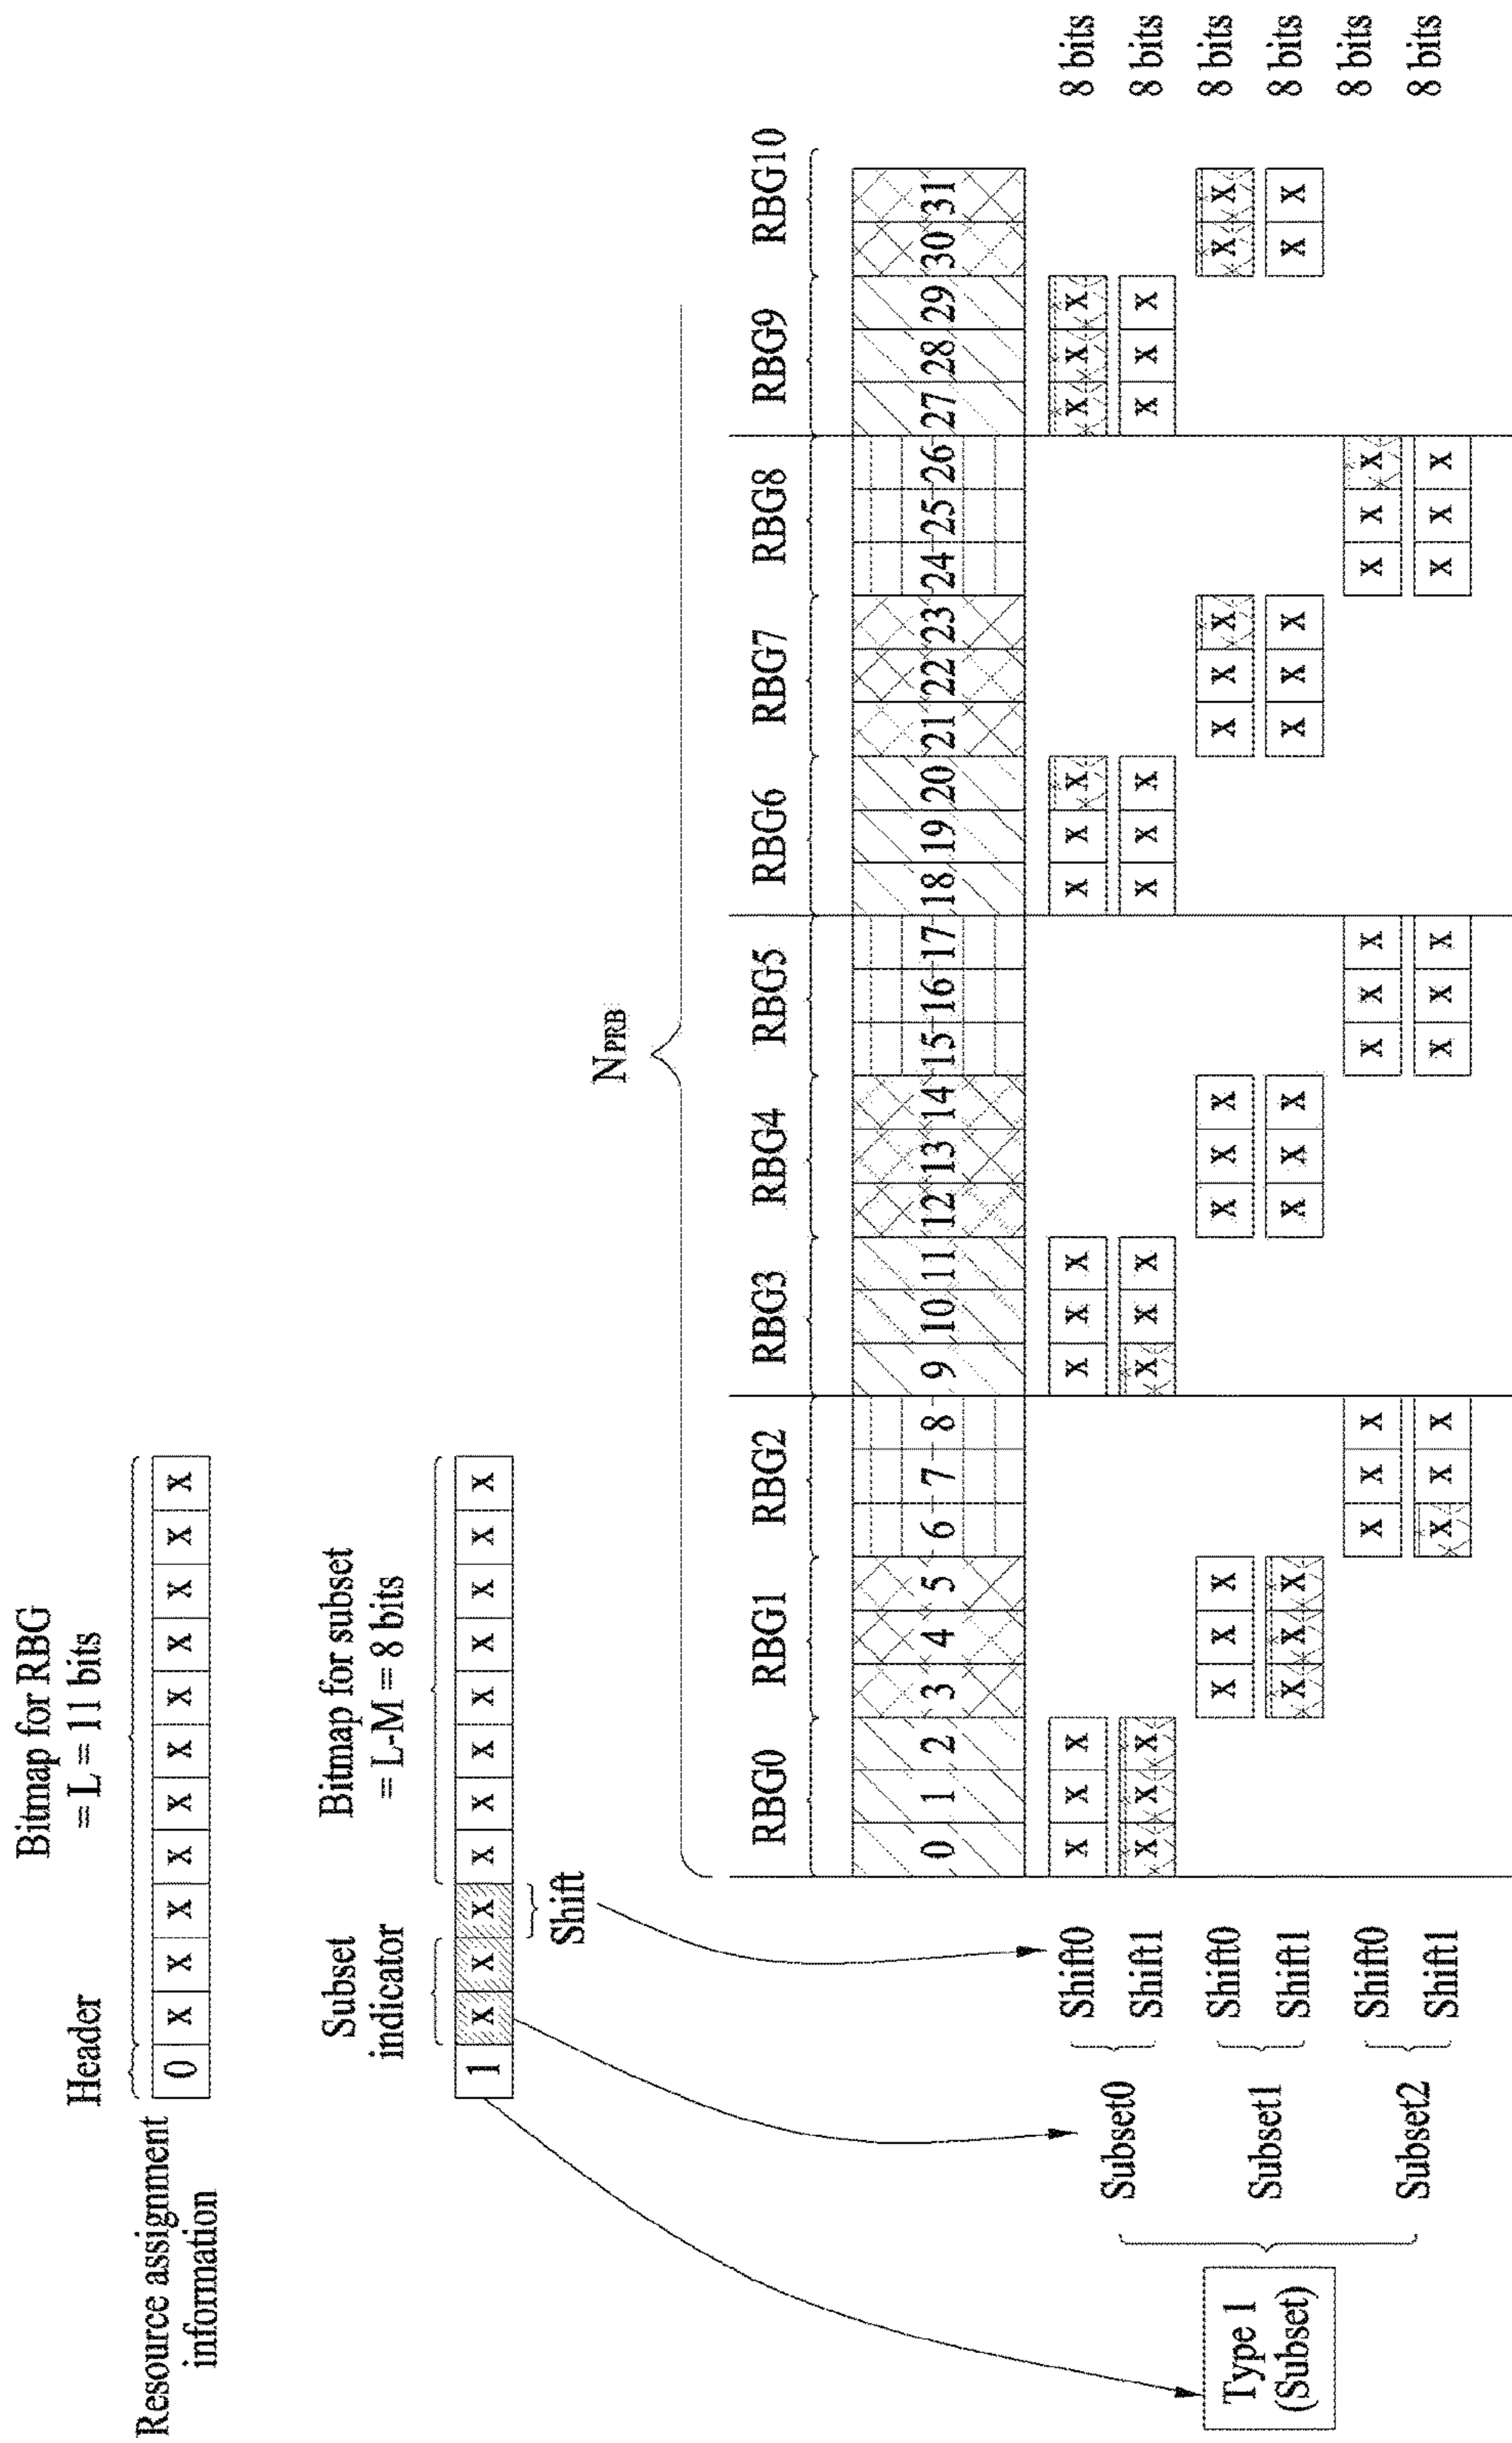 Bitmap for RBG
Header = L = 11 bits
Resource assignment
information
0 X X X X X X X X X X X
Subset
indicator
Bitmap for subset
= L-M = 8 bits
1 X X X X X X X X X X X
Shift
NPRB
RBG0 RBG1 RBG2 RBG3 RBG4 RBG5 RBG6 RBG7 RBG8 RBG9 RBG10
0 1 2 3 4 5 6 7 8 9 10 11 12 13 14 15 16 17 18 19 20 21 22 23 24 25 26 27 28 29 30 31
Type 1
(Subset)
Subset0
Shift0 X X X X X X X X X X X X 8 bits
Shift1 X X X X X X X X X X X X 8 bits
Subset1
Shift0 X X X X X X X X X X X 8 bits
Shift1 X X X X X X X X X X X 8 bits
Subset2
Shift0 X X X X X X X X X 8 bits
Shift1 X X X X X X X X X 8 bits